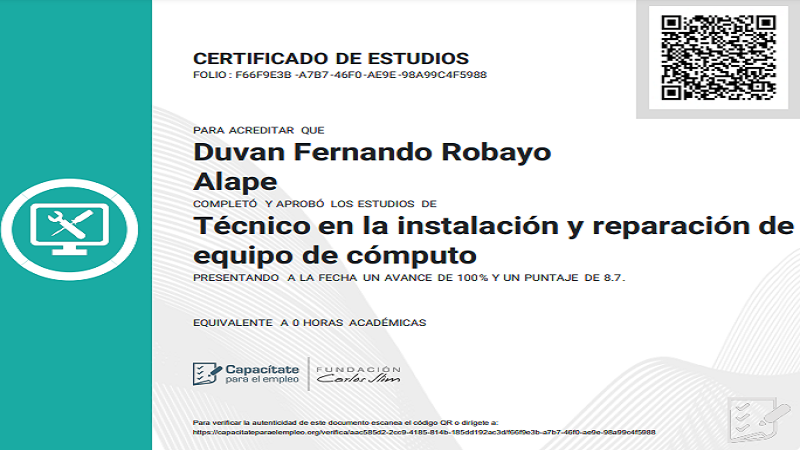 CERTIFICADO DE ESTUDIOS
FOLIO : F66F9E3B -A7B7-46F0-AE9E-98A99C4F5988
PARA ACREDITAR QUE
Duvan Fernando Robayo
Alape
COMPLETÓ Y APROBÓ LOS ESTUDIOS DE
Técnico en la instalación y reparación de
equipo de cómputo
PRESENTANDO A LA FECHA UN AVANCE DE 100% Y UN PUNTAJE DE 8.7.
EQUIVALENTE A 0 HORAS ACADÉMICAS
Capacítate
para el empleo
FUNDACIÓN
Carlos Slim
Para verificar la autenticidad de este documento escanea el código QR o dirígete a:
https://capacitateparaelempleo.org/verifica/aac585d2-2cc9-4185-814b-185dd192ac3d/f66f9e3b-a7b7-46f0-ae9e-98a99c4f5988